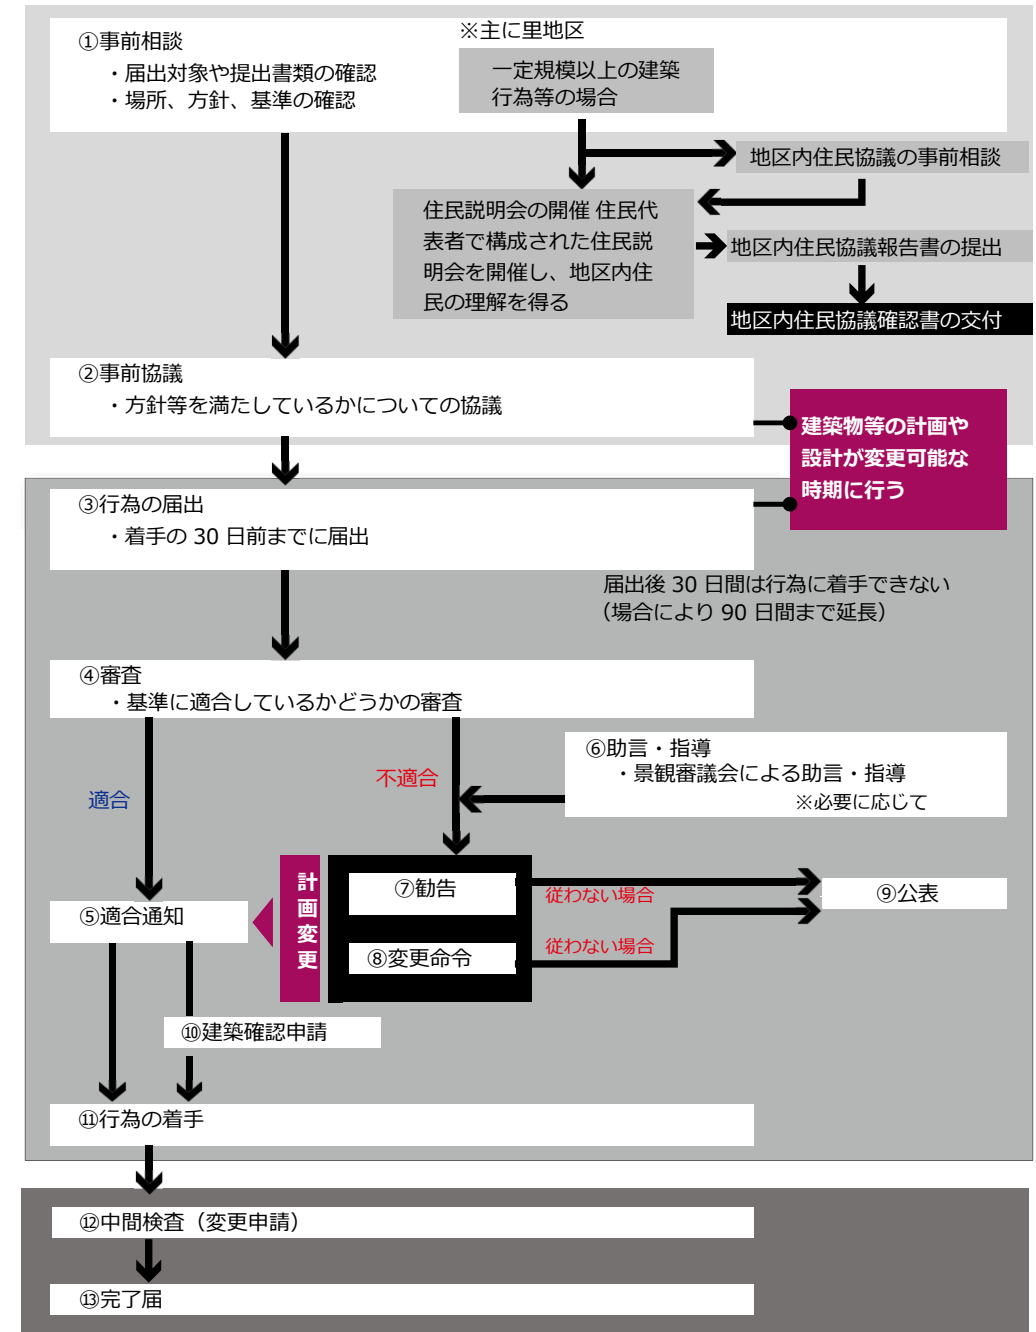 ①事前相談
・届出対象や提出書類の確認
・場所、方針、基準の確認
※主に里地区
一定規模以上の建築
行為等の場合
地区内住民協議の事前相談
住民説明会の開催 住民代
表者で構成された住民説
明会を開催し、地区内住
民の理解を得る
地区内住民協議報告書の提出
地区内住民協議確認書の交付
②事前協議
・方針等を満たしているかについての協議
建築物等の計画や
設計が変更可能な
時期に行う
③行為の届出
・着手の 30 日前までに届出
届出後 30 日間は行為に着手できない
（場合により 90 日間まで延長）
④審査
・基準に適合しているかどうかの審査
⑥助言・指導
・景観審議会による助言・指導
※必要に応じて
不適合
適合
計画変更
⑦勧告
従わない場合
⑨公表
⑤適合通知
⑧変更命令
従わない場合
⑩建築確認申請
⑪行為の着手
⑫中間検査（変更申請）
⑬完了届